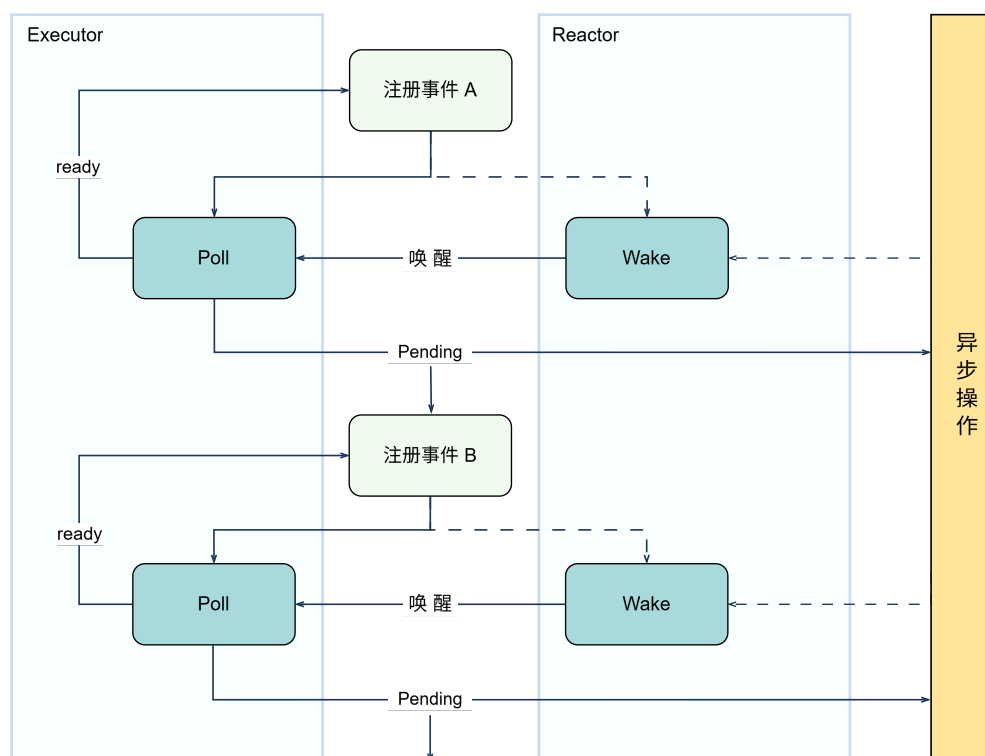 Executor
Reactor
注册事件 A
ready
Poll
唤 醒
Wake
Pending
异
步
操
作
注册事件 B
ready
Poll
唤 醒
Wake
Pending